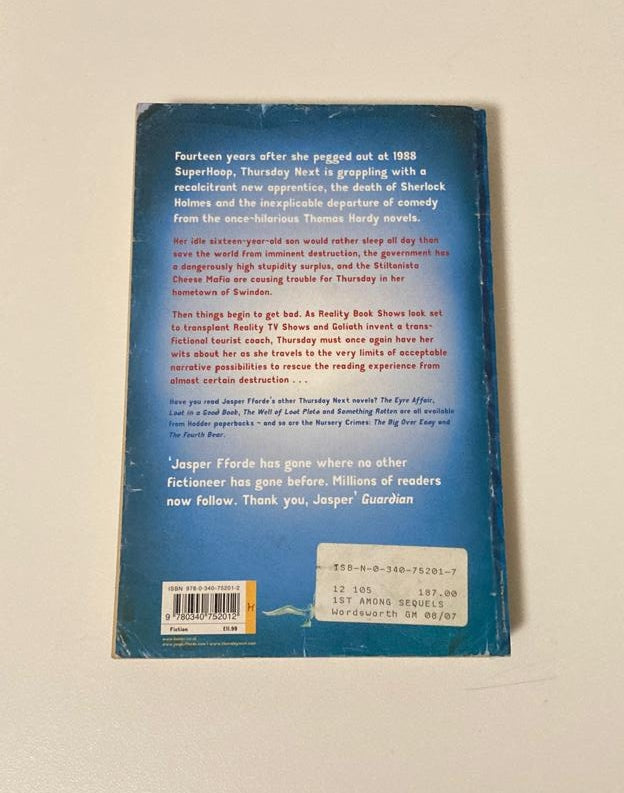 Fourteen years after she pegged out at 1988
SuperHoop, Thursday Next is grappling with a
recalcitrant new apprentice, the death of Sherlock
Holmes and the inexplicable departure of comedy
from the once-hilarious Thomas Hardy novels.
Her idle sixteen-year-old son would rather sleep all day than
save the world from imminent destruction, the government has
a dangerously high stupidity surplus, and the Stiltonista
Cheese Mafia are causing trouble for Thursday in her
hometown of Swindon.
Then things begin to get bad. As Reality Book Shows look set
to transplant Reality TV Shows and Goliath invent a trans-
fictional tourist coach, Thursday must once again have her
wits about her as she travels to the very limits of acceptable
narrative possibilities to rescue the reading experience from
almost certain destruction . . .
Have you read Jasper Fforde's other Thursday Next novels? The Eyre Affair,
Lost in a Good Book, The Well of Lost Plots and Something Rotten are all available
from Hodder paperbacks – and so are the Nursery Crimes: The Big Over Easy and
The Fourth Bear.
'Jasper Fforde has gone where no other
fictioneer has gone before. Millions of readers
now follow. Thank you, Jasper' Guardian
ISB-N-0-340-75201-7
12 105 187.00
1ST AMONG SEQUELS
Wordsworth GM 08/07
ISBN 978-0-340-75201-2
9 780340 752012
H
Fiction £11.99